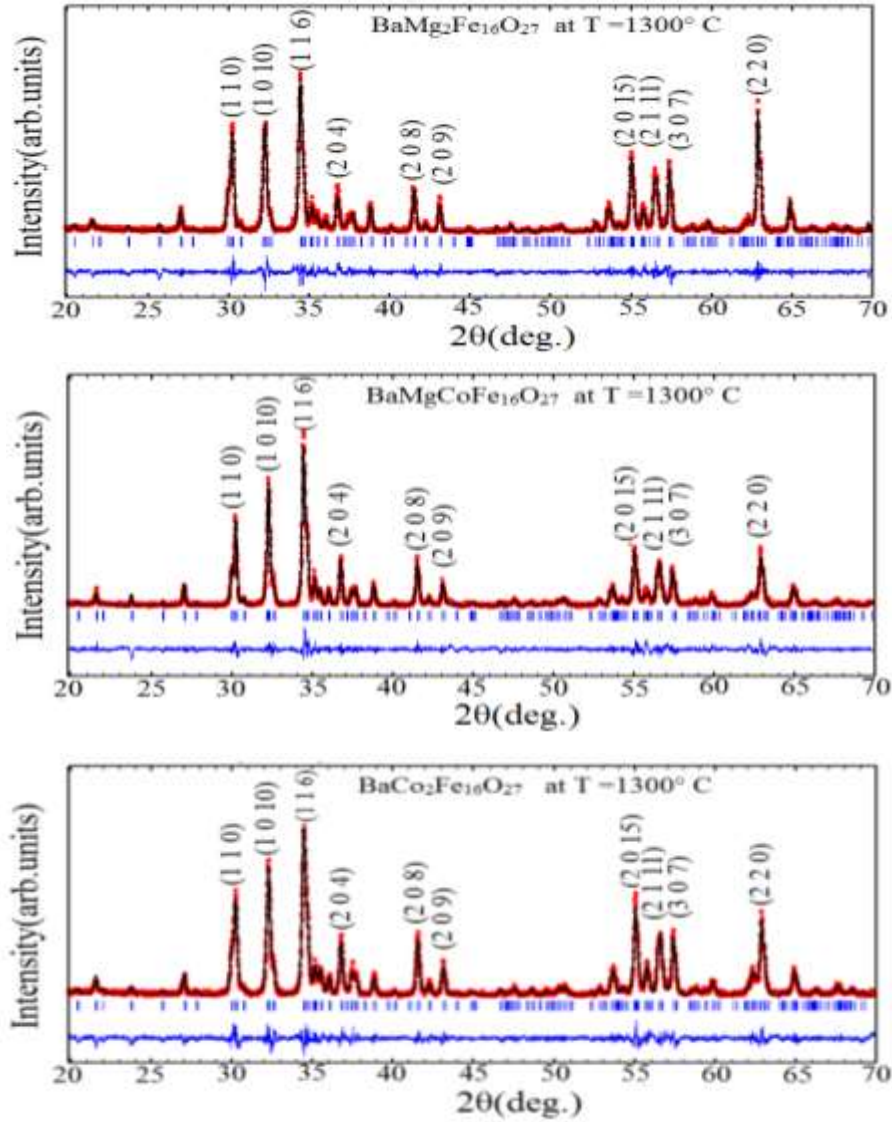 BaMg₂Fe₁₆O₂₇ at T =1300° C
Intensity(arb.units)
(1 1 0)
(1 0 10)
(1 1 6)
(2 0 4)
(2 0 8)
(2 0 9)
(2 0 15)
(2 1 11)
(3 0 7)
(2 2 0)
20 25 30 35 40 45 50 55 60 65 70
2θ(deg.)
BaMgCoFe₁₆O₂₇ at T =1300° C
Intensity(arb.units)
(1 1 0)
(1 0 10)
(1 1 6)
(2 0 4)
(2 0 8)
(2 0 9)
(2 0 15)
(2 1 11)
(3 0 7)
(2 2 0)
20 25 30 35 40 45 50 55 60 65 70
2θ(deg.)
BaCo₂Fe₁₆O₂₇ at T =1300° C
Intensity(arb.units)
(1 1 0)
(1 0 10)
(1 1 6)
(2 0 4)
(2 0 8)
(2 0 9)
(2 0 15)
(2 1 11)
(3 0 7)
(2 2 0)
20 25 30 36 40 45 50 55 60 65 70
2θ(deg.)